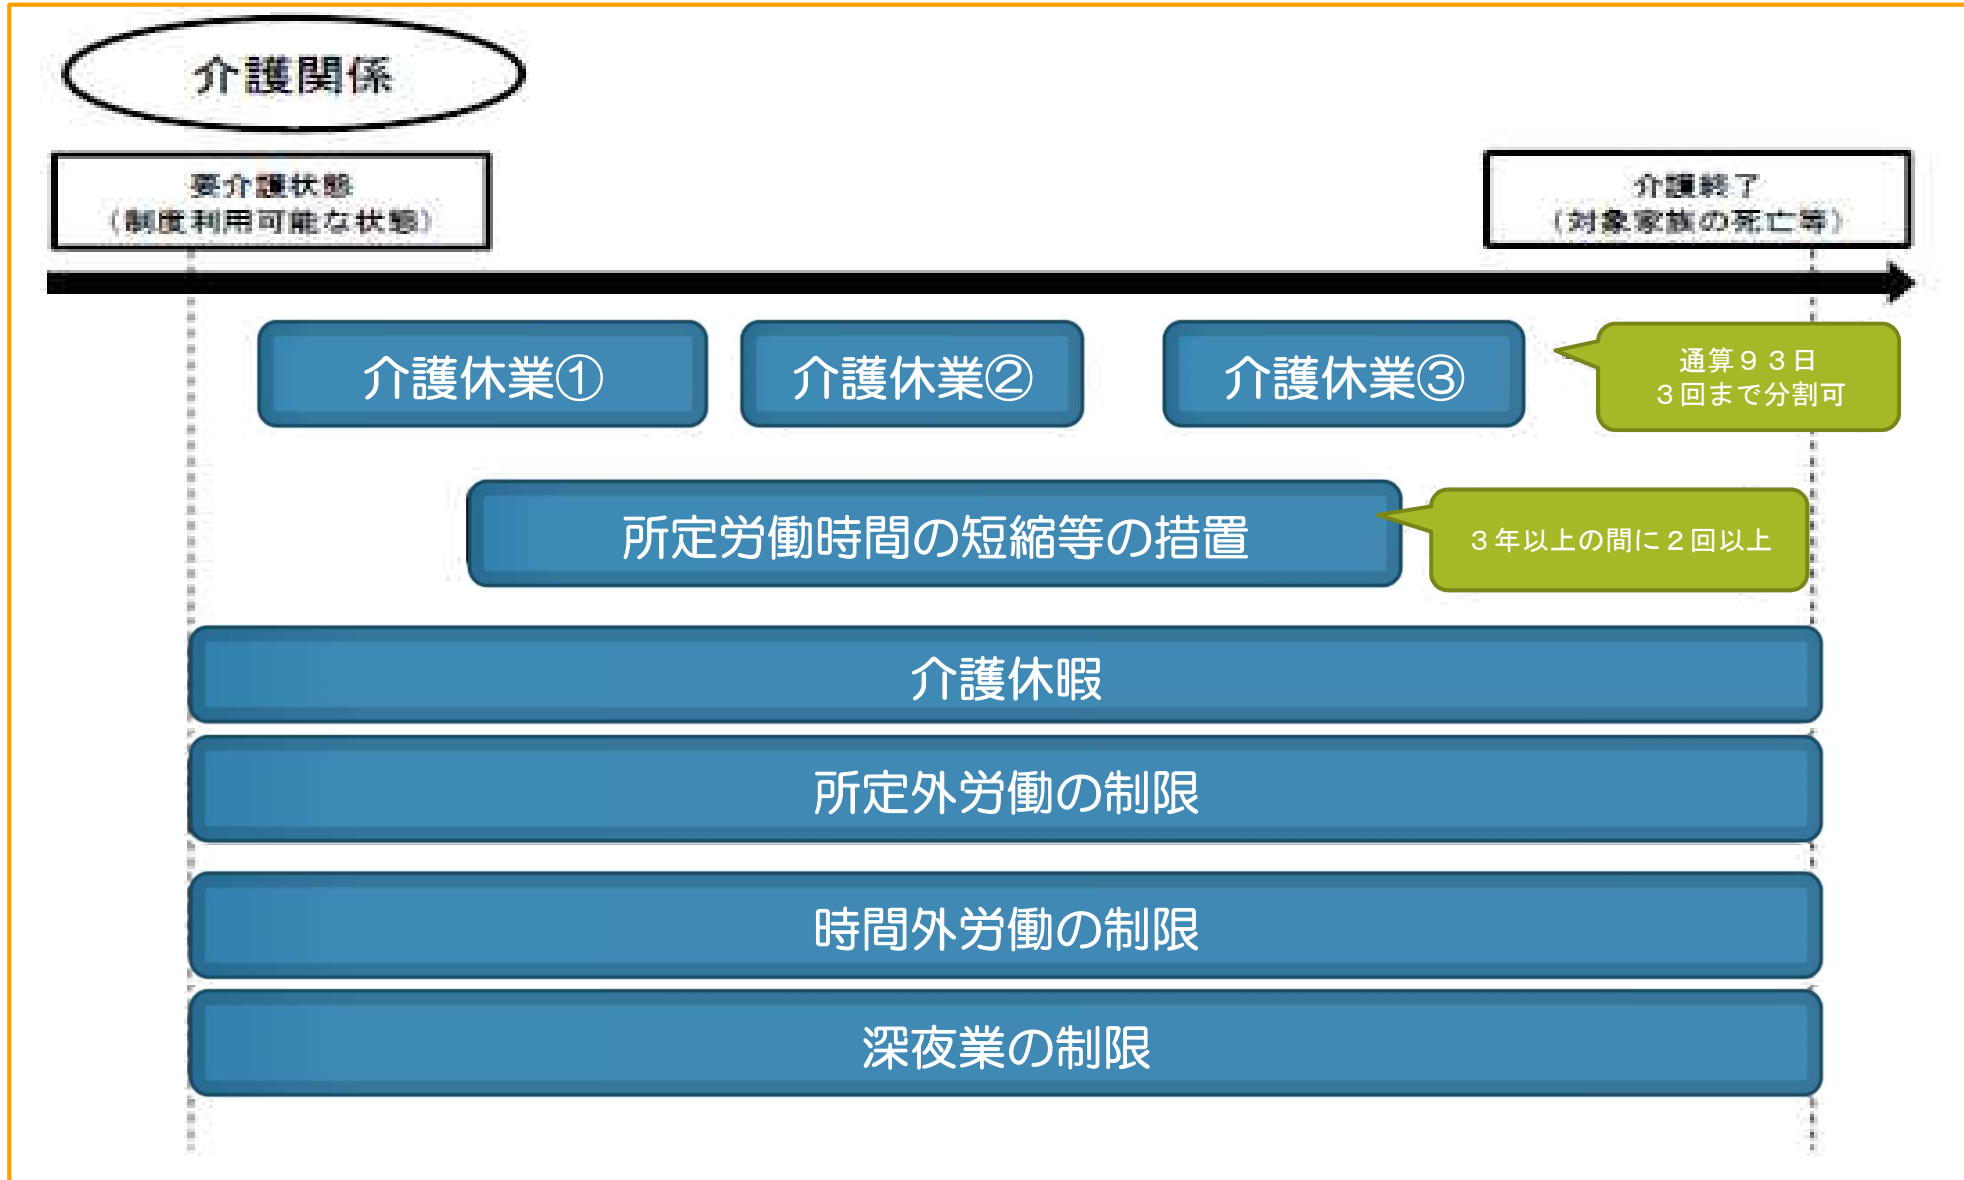 介護関係
要介護状態
（制度利用可能な状態）
介護終了
（対象家族の死亡等）
介護休業①
介護休業②
介護休業③
通算９３日
３回まで分割可
所定労働時間の短縮等の措置
３年以上の間に２回以上
介護休暇
所定外労働の制限
時間外労働の制限
深夜業の制限